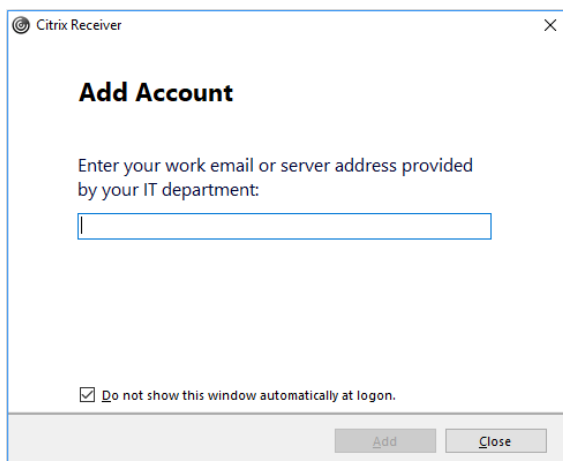 Citrix Receiver
Add Account
Enter your work email or server address provided
by your IT department:
Do not show this window automatically at logon.
Add Close